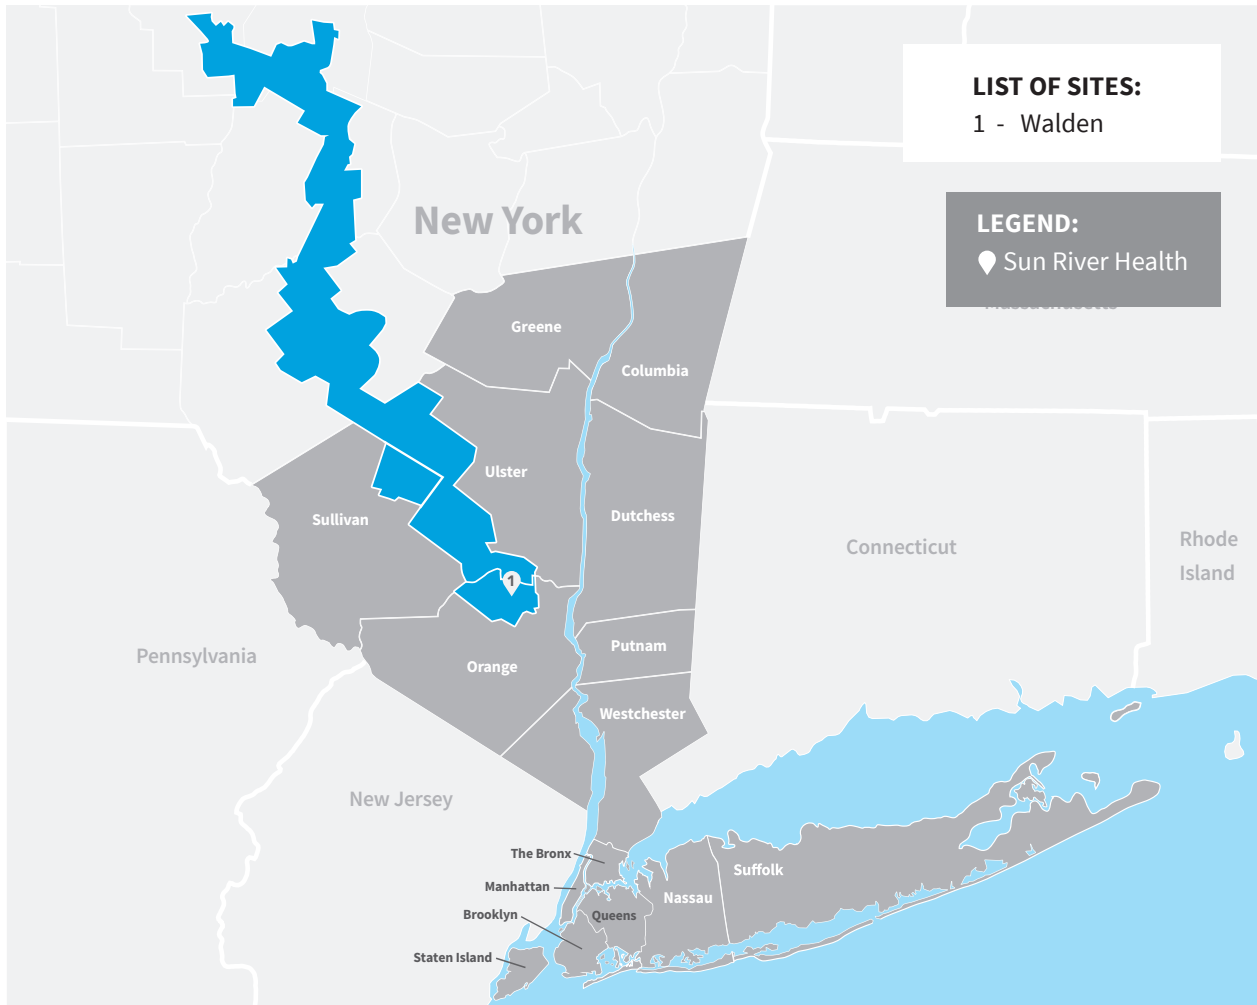 LIST OF SITES:
1 - Walden
New York
LEGEND:
Sun River Health
Massachusetts
Greene
Columbia
Ulster
Sullivan
Dutchess
Connecticut
Rhode
Island
1
Pennsylvania
Putnam
Orange
Westchester
New Jersey
The Bronx
Suffolk
Manhattan
Nassau
Brooklyn
Queens
Staten Island